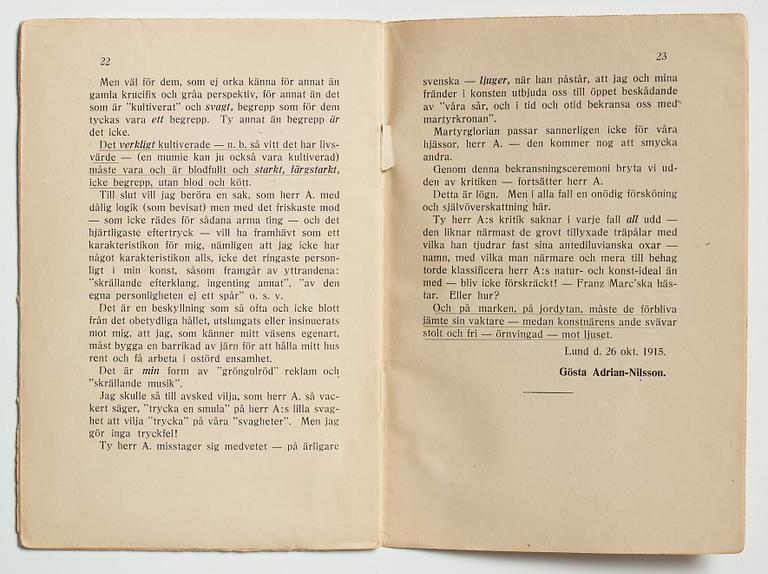 22
Men väl för dem, som ej orka känna för annat än
gamla krucifix och gråa perspektiv, för annat än det
som är "kultiverat" och svagt, begrepp som för dem
tyckas vara ett begrepp. Ty annat än begrepp är
det icke.
Det verkligt kultiverade — n. b. så vitt det har livs-
värde — (en mumie kan ju också vara kultiverad)
måste vara och är blodfullt och starkt, färgstarkt,
icke begrepp, utan blod och kött.
Till slut vill jag beröra en sak, som herr A. med
dålig logik (som bevisat) men med det friskaste mod
— som icke rädes för sådana arma ting — och det
hjärtligaste eftertryck — vill ha framhävt som ett
karakteristikon för mig, nämligen att jag icke har
något karakteristikon alls, icke det ringaste person-
ligt i min konst, såsom framgår av yttrandena:
"skrällande efterklang, ingenting annat", "av den
egna personligheten ej ett spår" o. s. v.
Det är en beskyllning som så ofta och icke blott
från det obetydliga hållet, utslungats eller insinuerats
mot mig, att jag, som känner mitt väsens egenart,
måst bygga en barrikad av järn för att hålla mitt hus
rent och få arbeta i ostörd ensamhet.
Det är min form av "gröngulröd" reklam och
"skrällande musik".
Jag skulle så till avsked vilja, som herr A. så vac-
kert säger, "trycka en smula" på herr A:s lilla svag-
het att vilja "trycka" på våra "svagheter". Men jag
gör inga tryckfel!
Ty herr A. misstager sig medvetet — på ärligare
23
svenska — ljuger, när han påstår, att jag och mina
fränder i konsten utbjuda oss till öppet beskådande
av "våra sår, och i tid och otid bekransa oss med
martyrkronan".
Martyrglorian passar sannerligen icke för våra
hjässor, herr A. — den kommer nog att smycka
andra.
Genom denna bekransningsceremoni bryta vi ud-
den av kritiken — fortsätter herr A.
Detta är lögn. Men i alla fall en onödig försköning
och självöverskattning här.
Ty herr A:s kritik saknar i varje fall all udd —
den liknar närmast de grovt tillyxade träpålar med
vilka han tjudrar fast sina antediluvianska oxar —
namn, med vilka man närmare och mera till behag
torde klassificera herr A:s natur- och konst-ideal än
med — bliv icke förskräckt! — Franz Marc'ska häs-
tar. Eller hur?
Och på marken, på jordytan, måste de förbliva
jämte sin vaktare — medan konstnärens ande svävar
stolt och fri — örnvingad — mot ljuset.
Lund d. 26 okt. 1915.
Gösta Adrian-Nilsson.